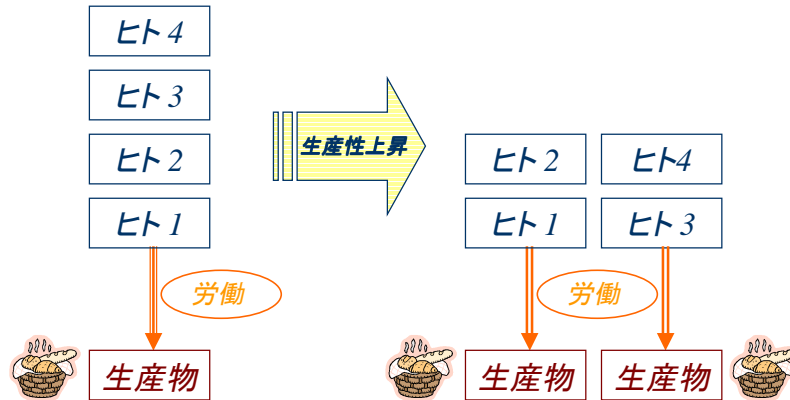 ヒト 4
ヒト 3
ヒト 2
ヒト 1
労働
生産物
生産性上昇
ヒト 2
ヒト4
ヒト 1
ヒト 3
労働
生産物
生産物